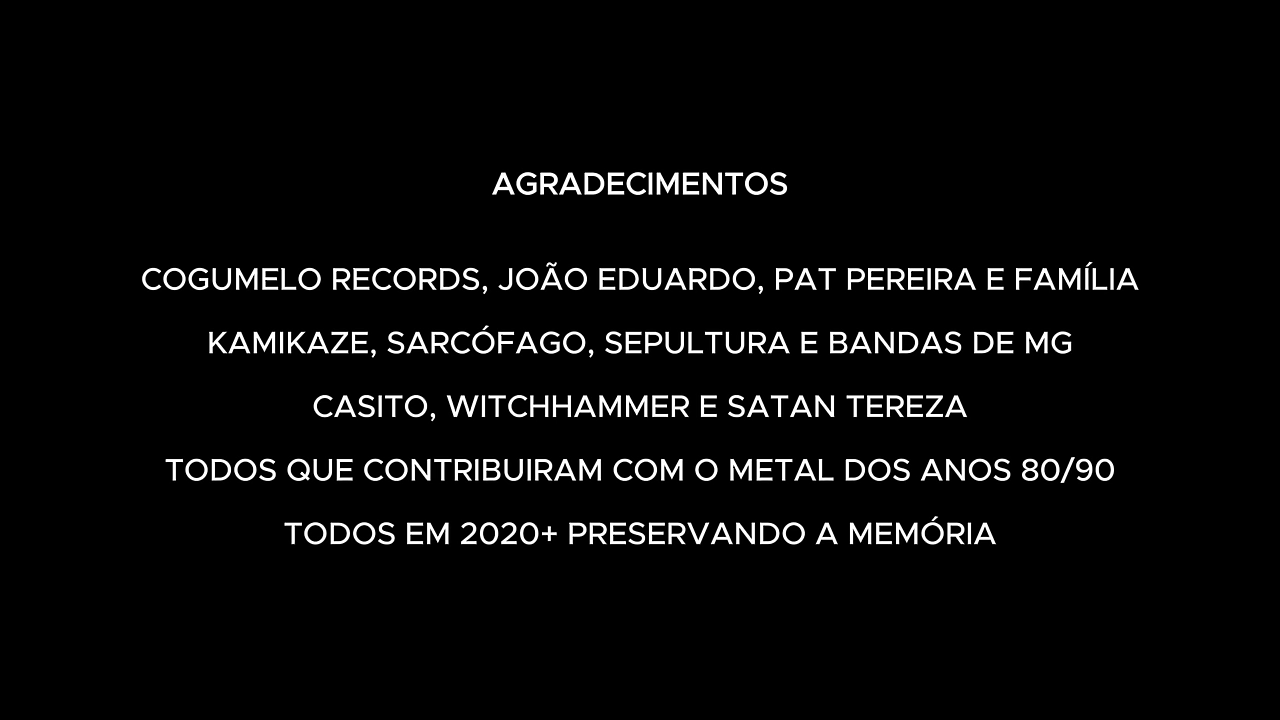 AGRADECIMENTOS
COGUMELO RECORDS, JOÃO EDUARDO, PAT PEREIRA E FAMÍLIA
KAMIKAZE, SARCÓFAGO, SEPULTURA E BANDAS DE MG
CASITO, WITCHHAMMER E SATAN TEREZA
TODOS QUE CONTRIBUIRAM COM O METAL DOS ANOS 80/90
TODOS EM 2020+ PRESERVANDO A MEMÓRIA